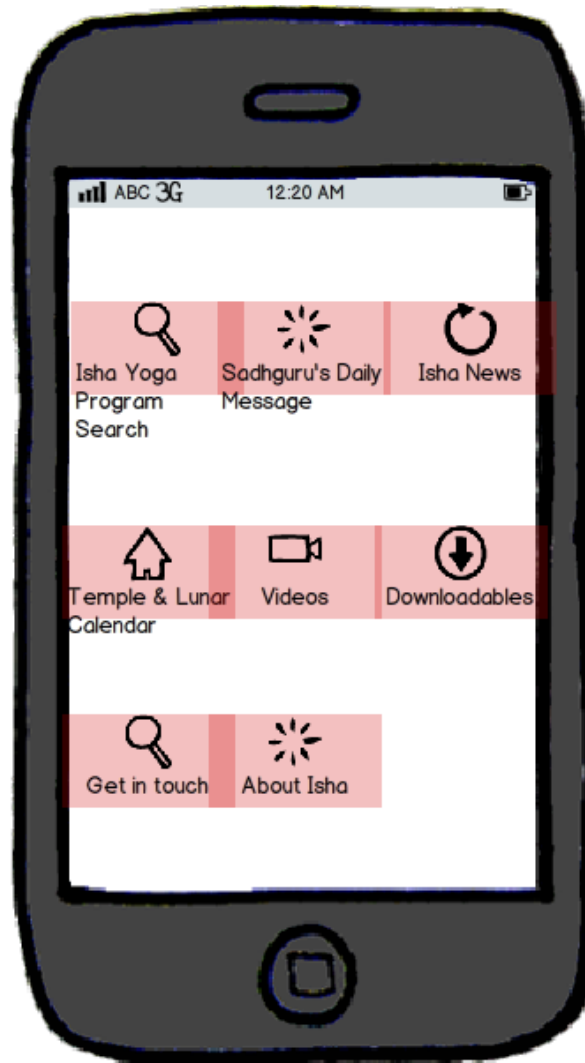 ABC 3G 12:20 AM
Isha Yoga
Program
Search
Sadhguru's Daily
Message
Isha News
Temple & Lunar
Calendar
Videos
Downloadables
Get in touch
About Isha